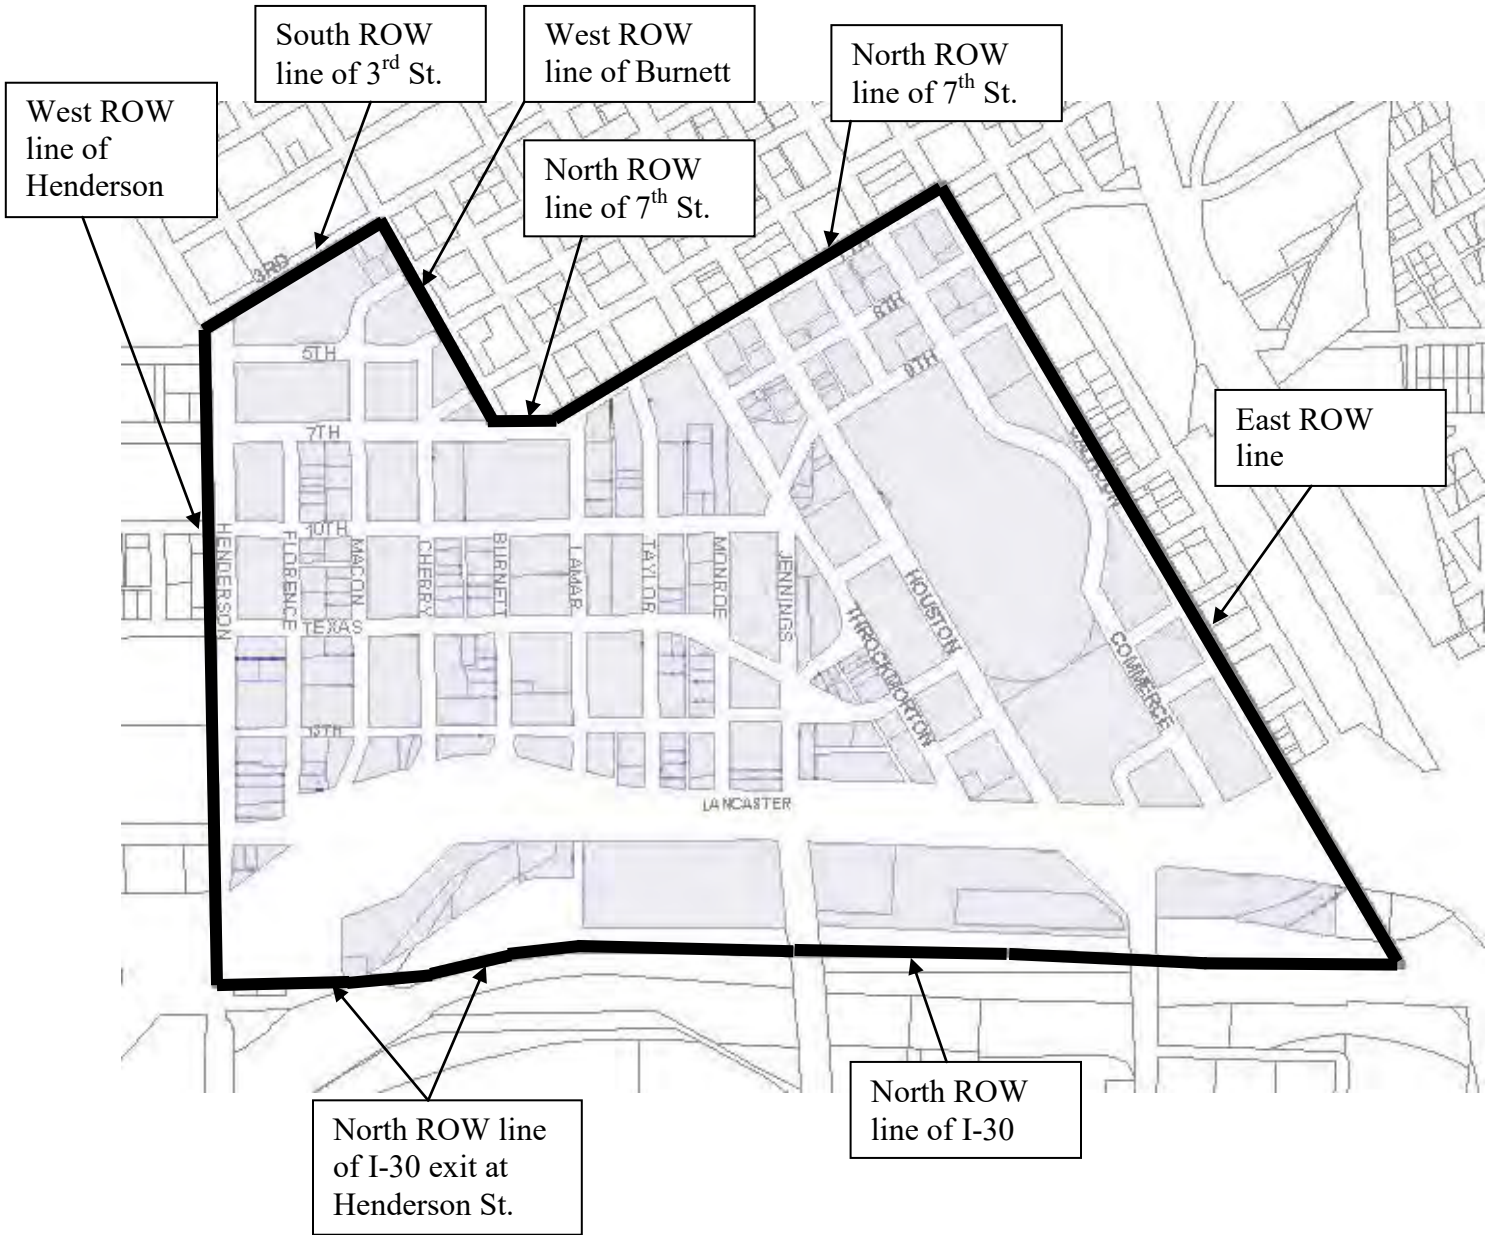 South ROW
line of 3rd St.
West ROW
line of Burnett
North ROW
line of 7th St.
West ROW
line of
Henderson
North ROW
line of 7th St.
3RD
8TH
5TH
9TH
East ROW
line
7TH
10TH
HENDERSON
FLORENCE
MACON
CHERRY
BURNETT
LAMAR
TAYLOR
MONROE
JENNINGS
HOUSTON
THROCKMORTON
COMMERCE
TEXAS
13TH
LANCASTER
North ROW
line of I-30
North ROW line
of I-30 exit at
Henderson St.